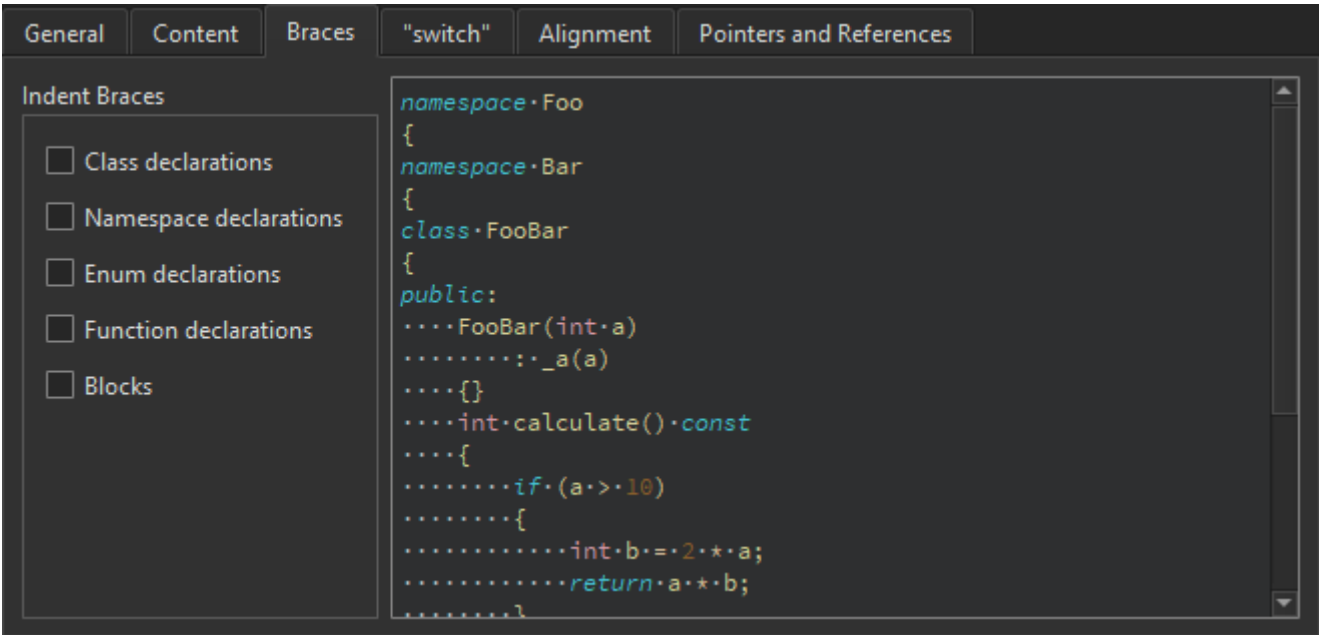 General Content Braces "switch" Alignment Pointers and References
Indent Braces
Class declarations
Namespace declarations
Enum declarations
Function declarations
Blocks
namespace·Foo
{
namespace·Bar
{
class·FooBar
{
public:
····FooBar(int·a)
········:·_a(a)
····{}
····int·calculate()·const
····{
········if·(a·>·10)
········{
············int·b·=·2·*·a;
············return·a·*·b;
········}